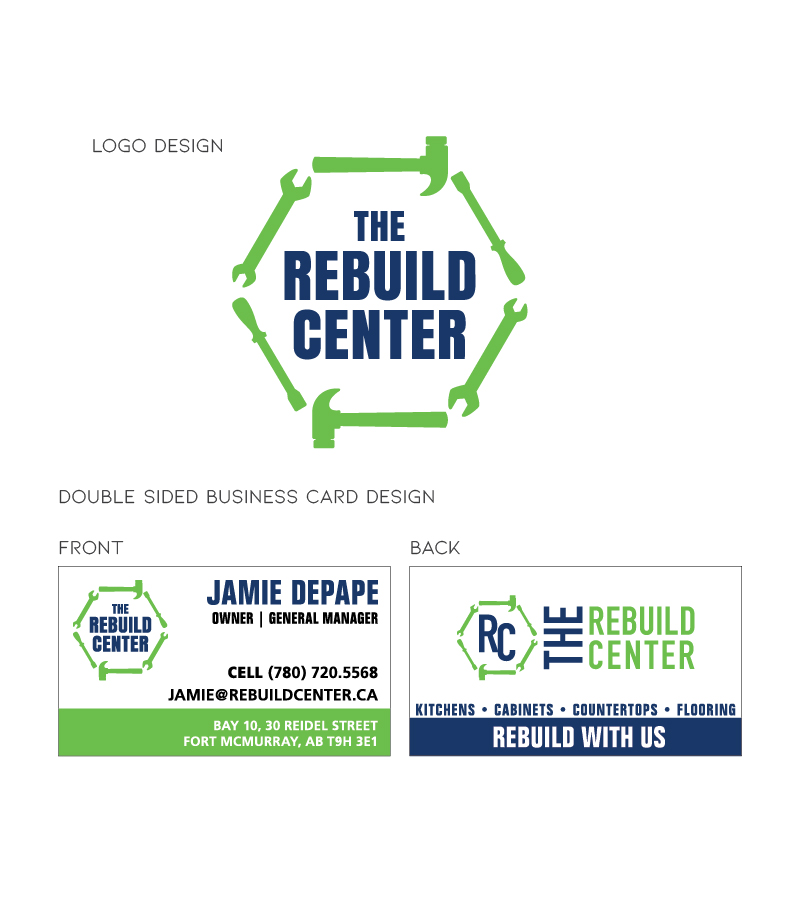 LOGO DESIGN
THE
REBUILD
CENTER
DOUBLE SIDED BUSINESS CARD DESIGN
FRONT
THE
REBUILD
CENTER
JAMIE DEPAPE
OWNER | GENERAL MANAGER
CELL (780) 720.5568
JAMIE@REBUILDCENTER.CA
BAY 10, 30 REIDEL STREET
FORT MCMURRAY, AB T9H 3E1
BACK
RC
THE
REBUILD
CENTER
KITCHENS • CABINETS • COUNTERTOPS • FLOORING
REBUILD WITH US